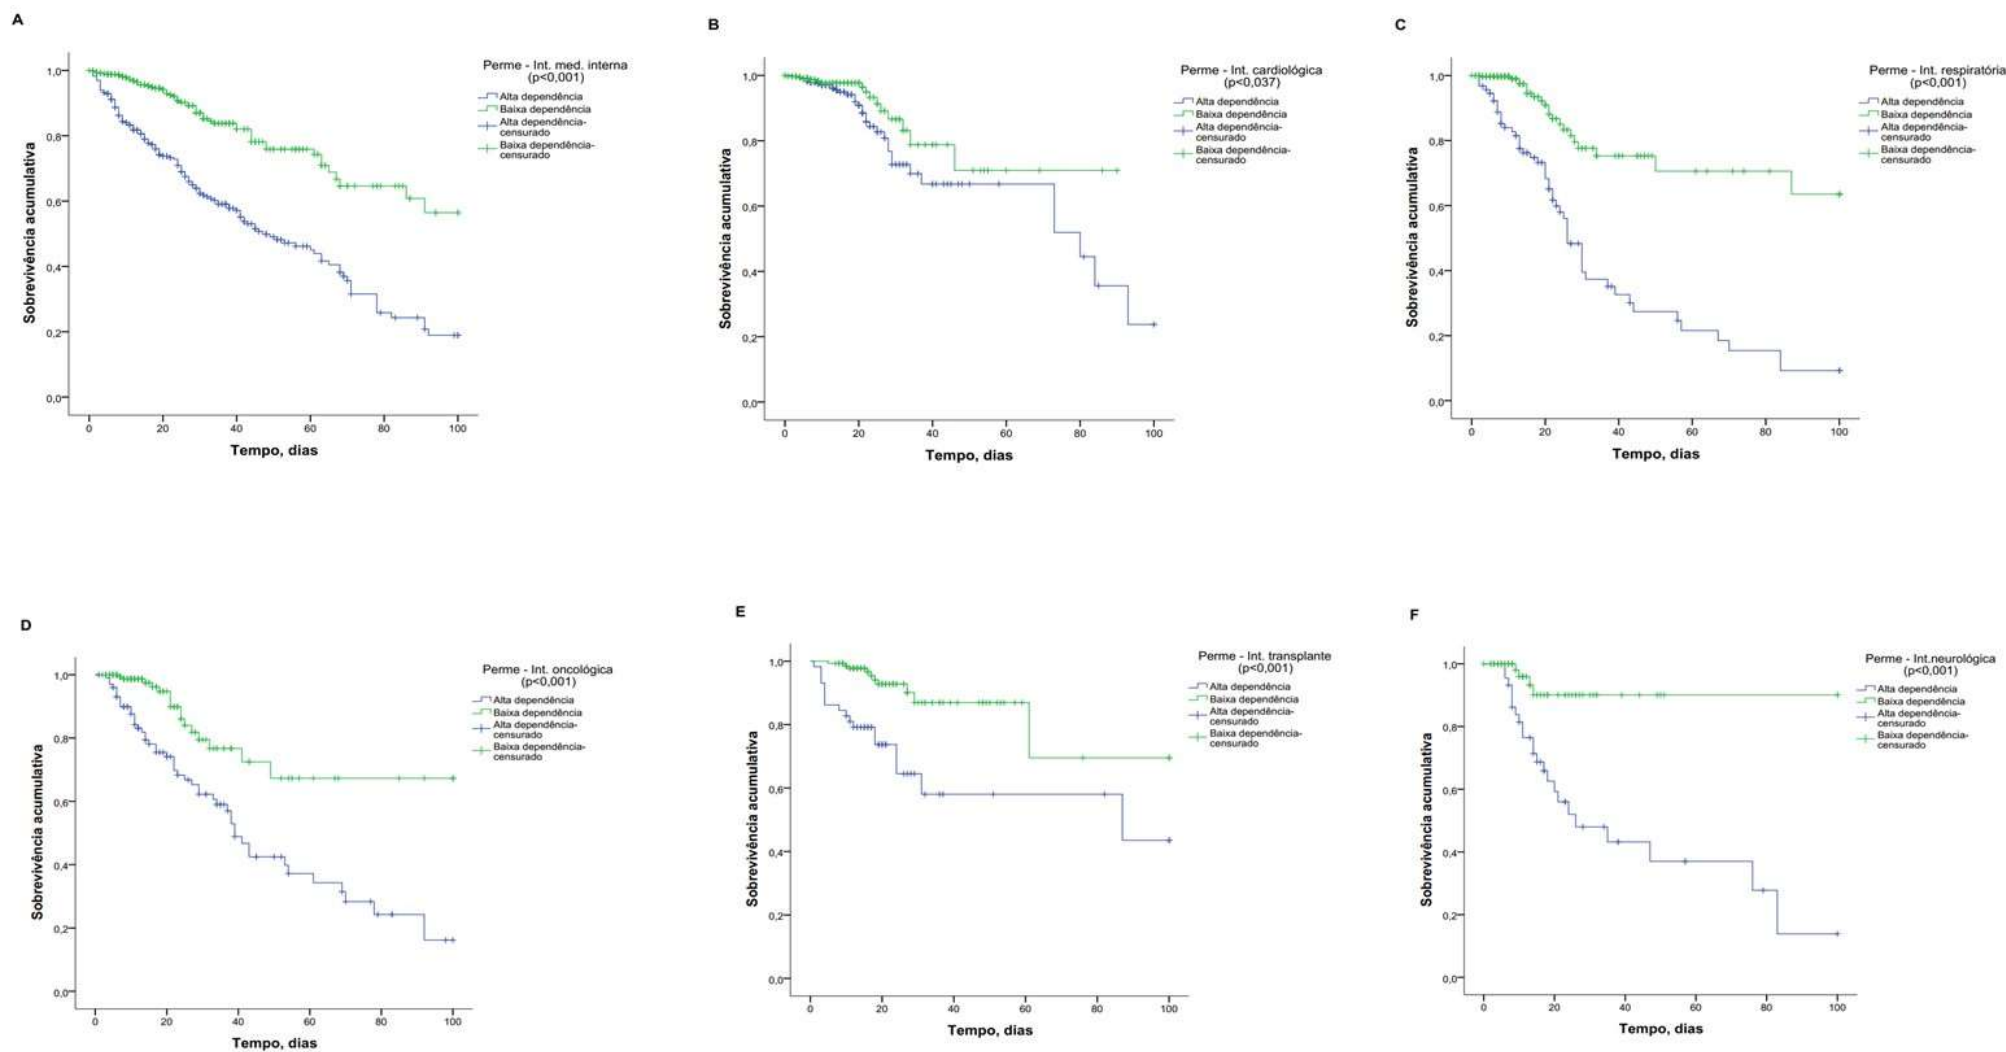 A
Perme - Int. med. interna
(p<0,001)
Alta dependência
Baixa dependência
Alta dependência-
censurado
Baixa dependência-
censurado
1,0
0,8
0,6
0,4
0,2
0,0
Sobrevivência acumulativa
0 20 40 60 80 100
Tempo, dias
B
Perme - Int. cardiológica
(p<0,037)
Alta dependência
Baixa dependência
Alta dependência-
censurado
Baixa dependência-
censurado
1,0
0,8
0,6
0,4
0,2
0,0
Sobrevivência acumulativa
0 20 40 60 80 100
Tempo, dias
C
Perme - Int. respiratória
(p<0,001)
Alta dependência
Baixa dependência
Alta dependência-
censurado
Baixa dependência-
censurado
1,0
0,8
0,6
0,4
0,2
0,0
Sobrevivência acumulativa
0 20 40 60 80 100
Tempo, dias
D
Perme - Int. oncológica
(p<0,001)
Alta dependência
Baixa dependência
Alta dependência-
censurado
Baixa dependência-
censurado
1,0
0,8
0,6
0,4
0,2
0,0
Sobrevivência acumulativa
0 20 40 60 80 100
Tempo, dias
E
Perme - Int. transplante
(p<0,001)
Alta dependência
Baixa dependência
Alta dependência-
censurado
Baixa dependência-
censurado
1,0
0,8
0,6
0,4
0,2
0,0
Sobrevivência acumulativa
0 20 40 60 80 100
Tempo, dias
F
Perme - Int.neurológica
(p<0,001)
Alta dependência
Baixa dependência
Alta dependência-
censurado
Baixa dependência-
censurado
1,0
0,8
0,6
0,4
0,2
0,0
Sobrevivência acumulativa
0 20 40 60 80 100
Tempo, dias